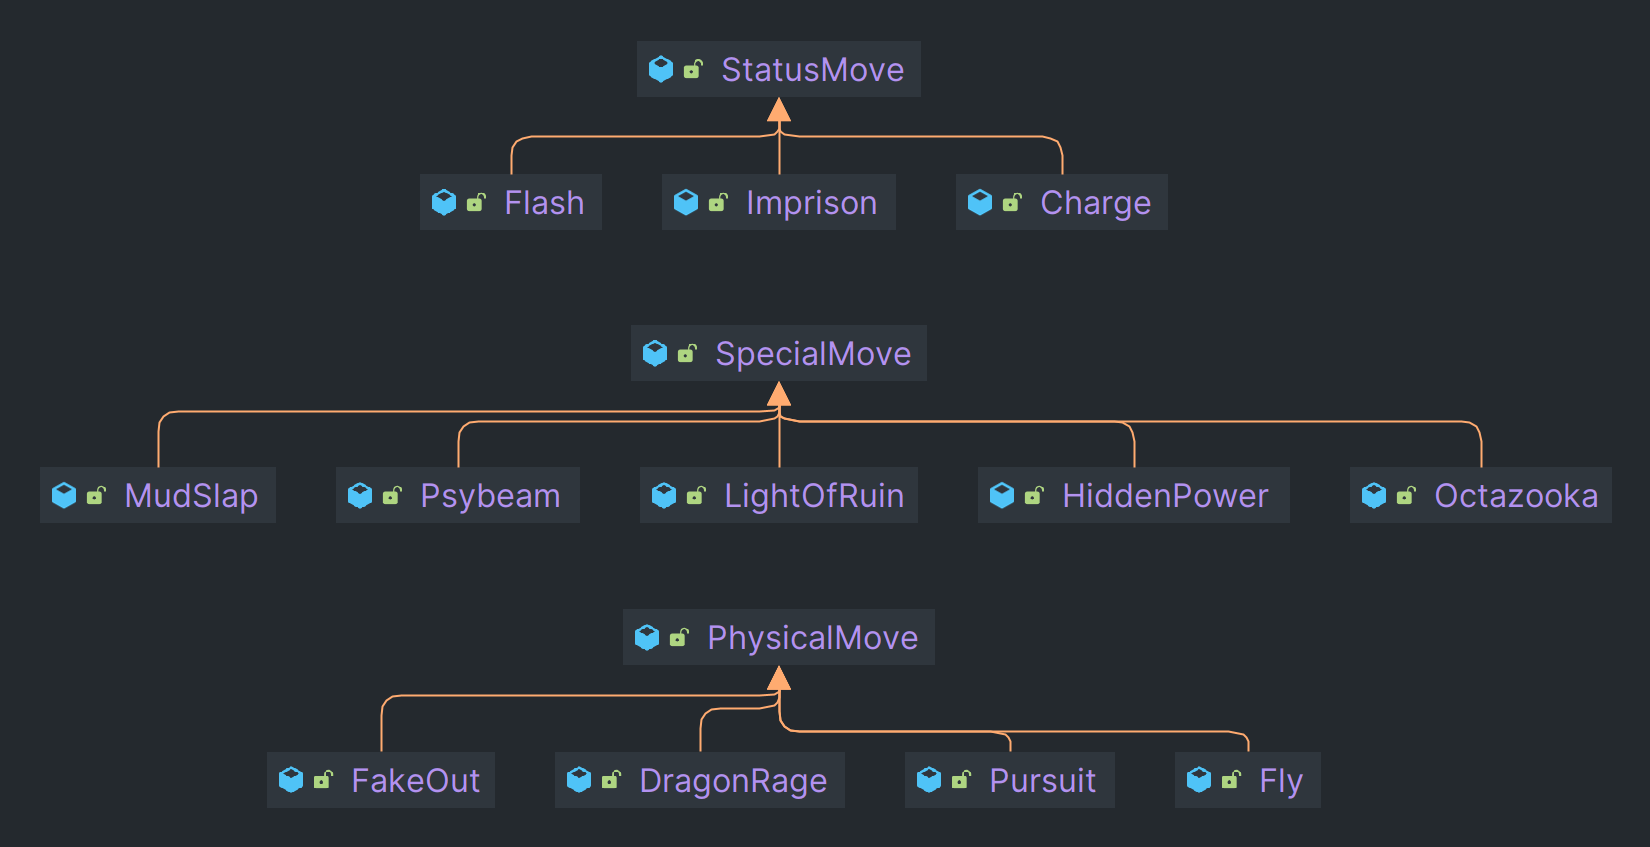 StatusMove
Flash Imprison Charge
SpecialMove
MudSlap Psybeam LightOfRuin HiddenPower Octazooka
PhysicalMove
FakeOut DragonRage Pursuit Fly